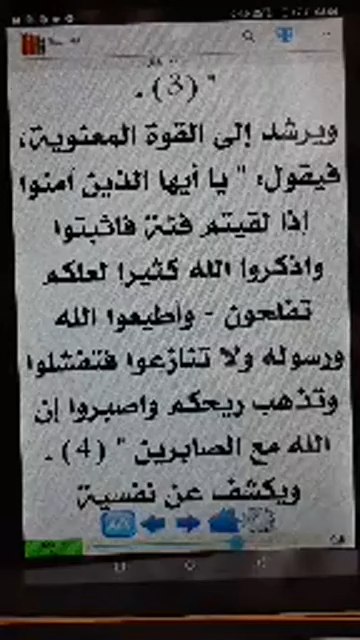 " (3) .
ويرشد إلى القوة المعنوية،
فيقول: " يا أيها الذين آمنوا
إذا لقيتم فئة فاثبتوا
واذكروا الله كثيرا لعلكم
تفلحون - وأطيعوا الله
ورسوله ولا تنازعوا فتفشلوا
وتذهب ريحكم واصبروا إن
الله مع الصابرين " (4) .
ويكشف عن نفسية